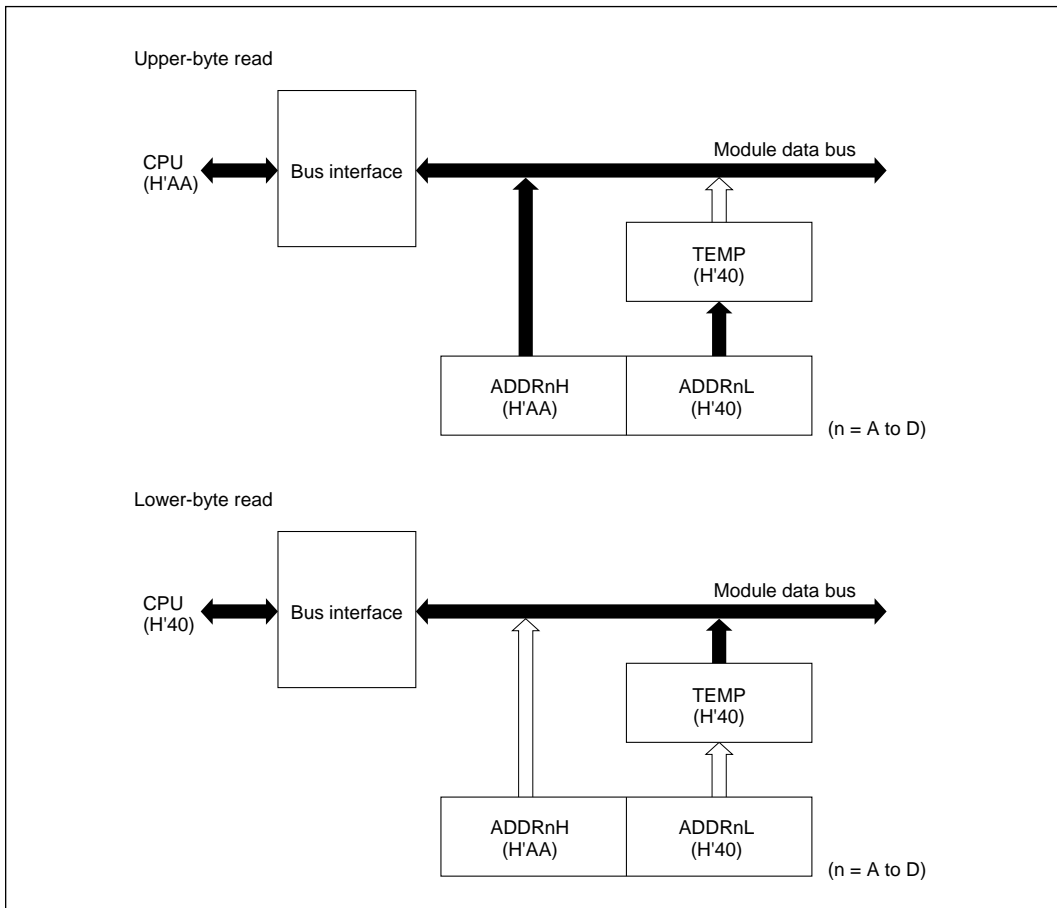 Upper-byte read
CPU
(H'AA)
Bus interface
Module data bus
TEMP
(H'40)
ADDRnH
(H'AA)
ADDRnL
(H'40)
(n = A to D)
Lower-byte read
CPU
(H'40)
Bus interface
Module data bus
TEMP
(H'40)
ADDRnH
(H'AA)
ADDRnL
(H'40)
(n = A to D)